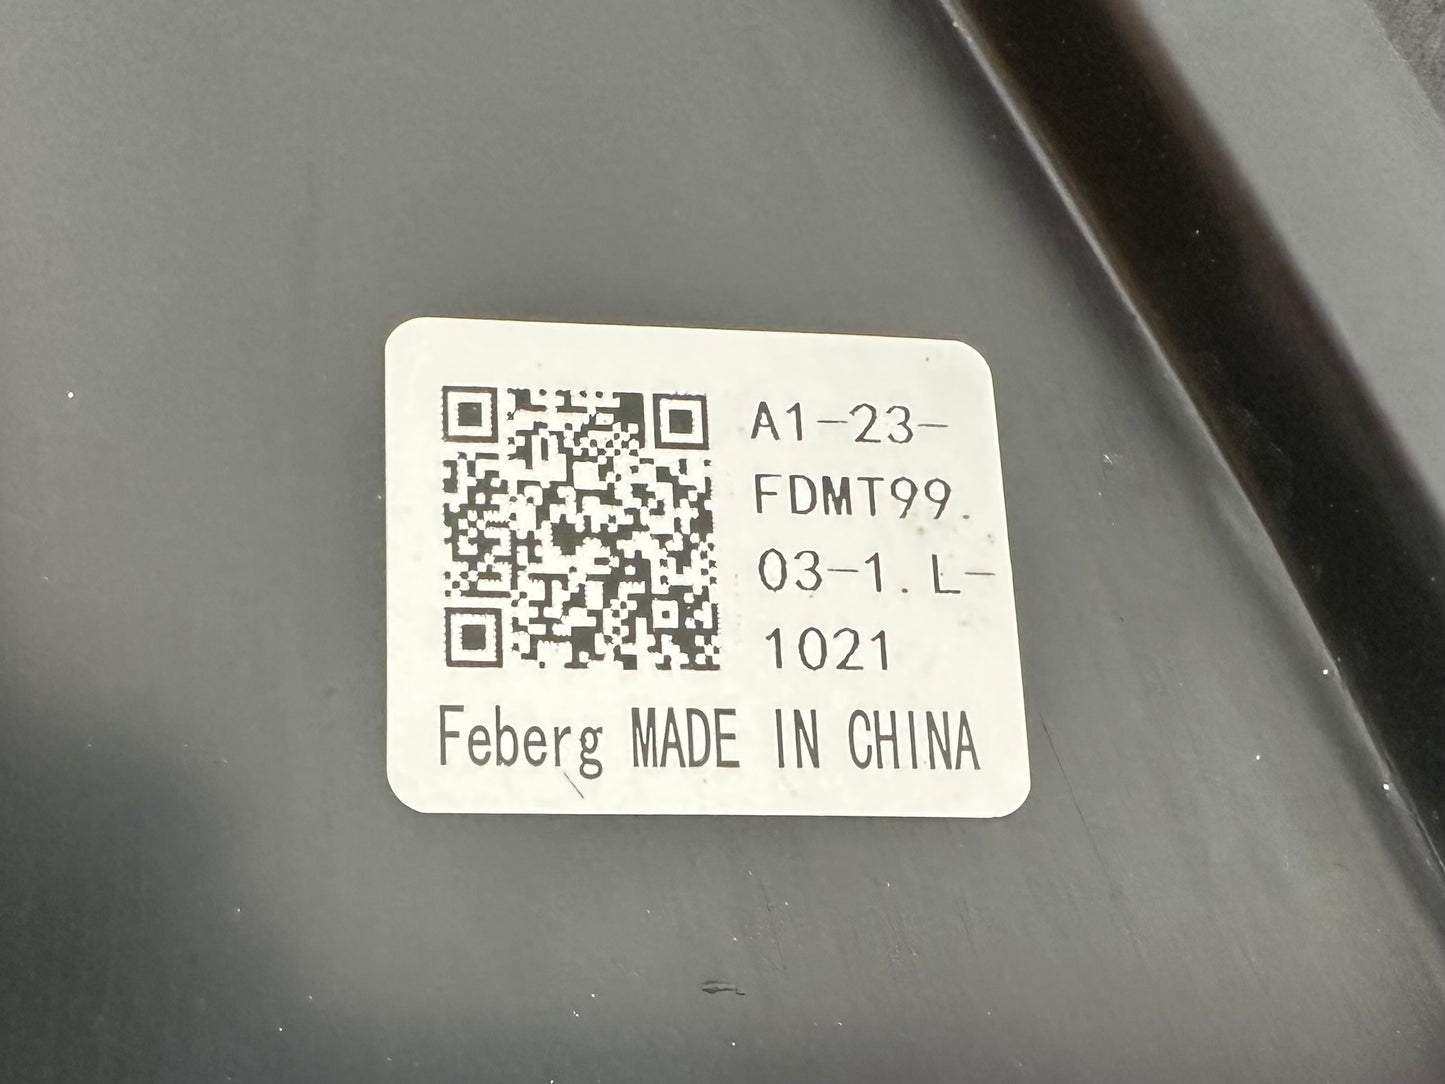 A1-23-
FDMT99.
03-1.L-
1021
Feberg MADE IN CHINA